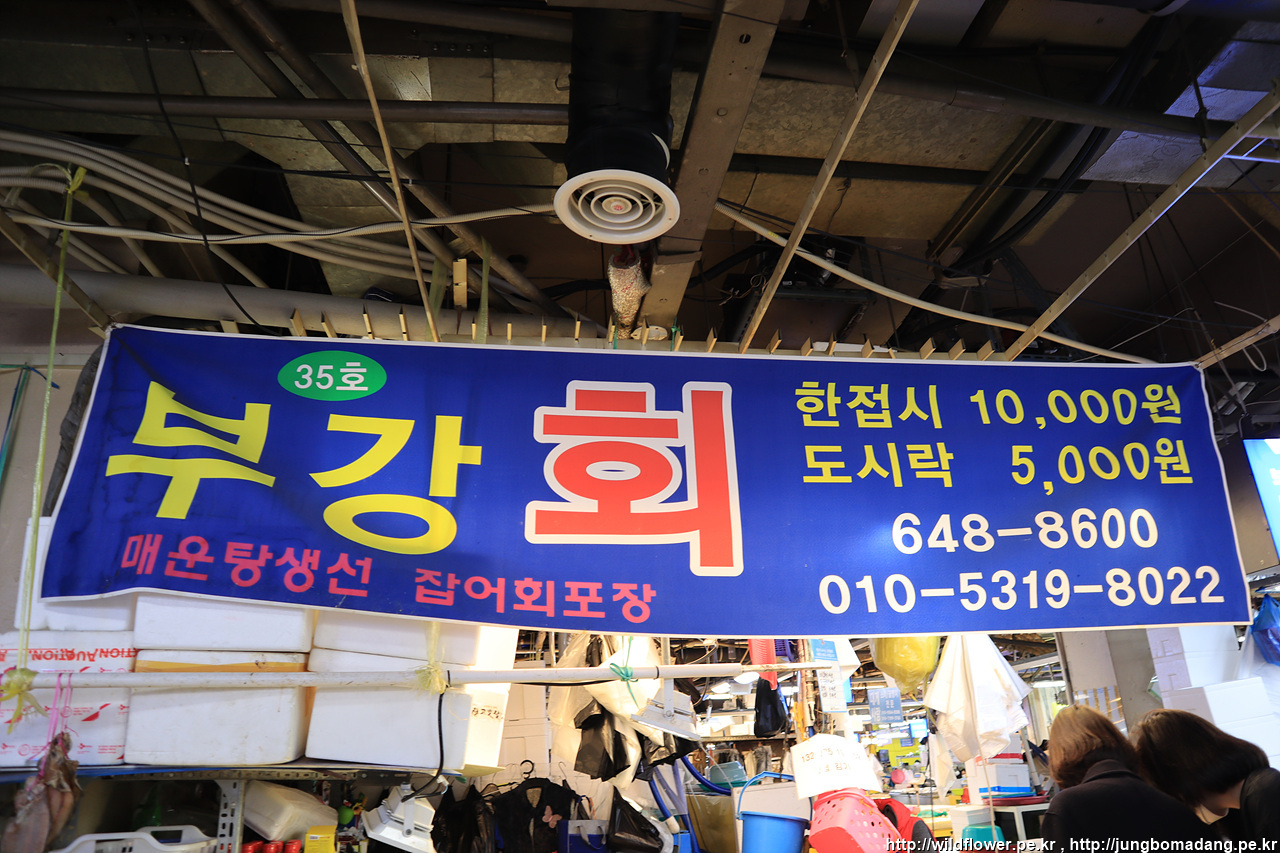 35호
부강 회
매운탕생선 잡어회포장
한접시 10,000원
도시락 5,000원
648-8600
010-5319-8022
http://wildflower.pe.kr , http://jungbomadang.pe.kr